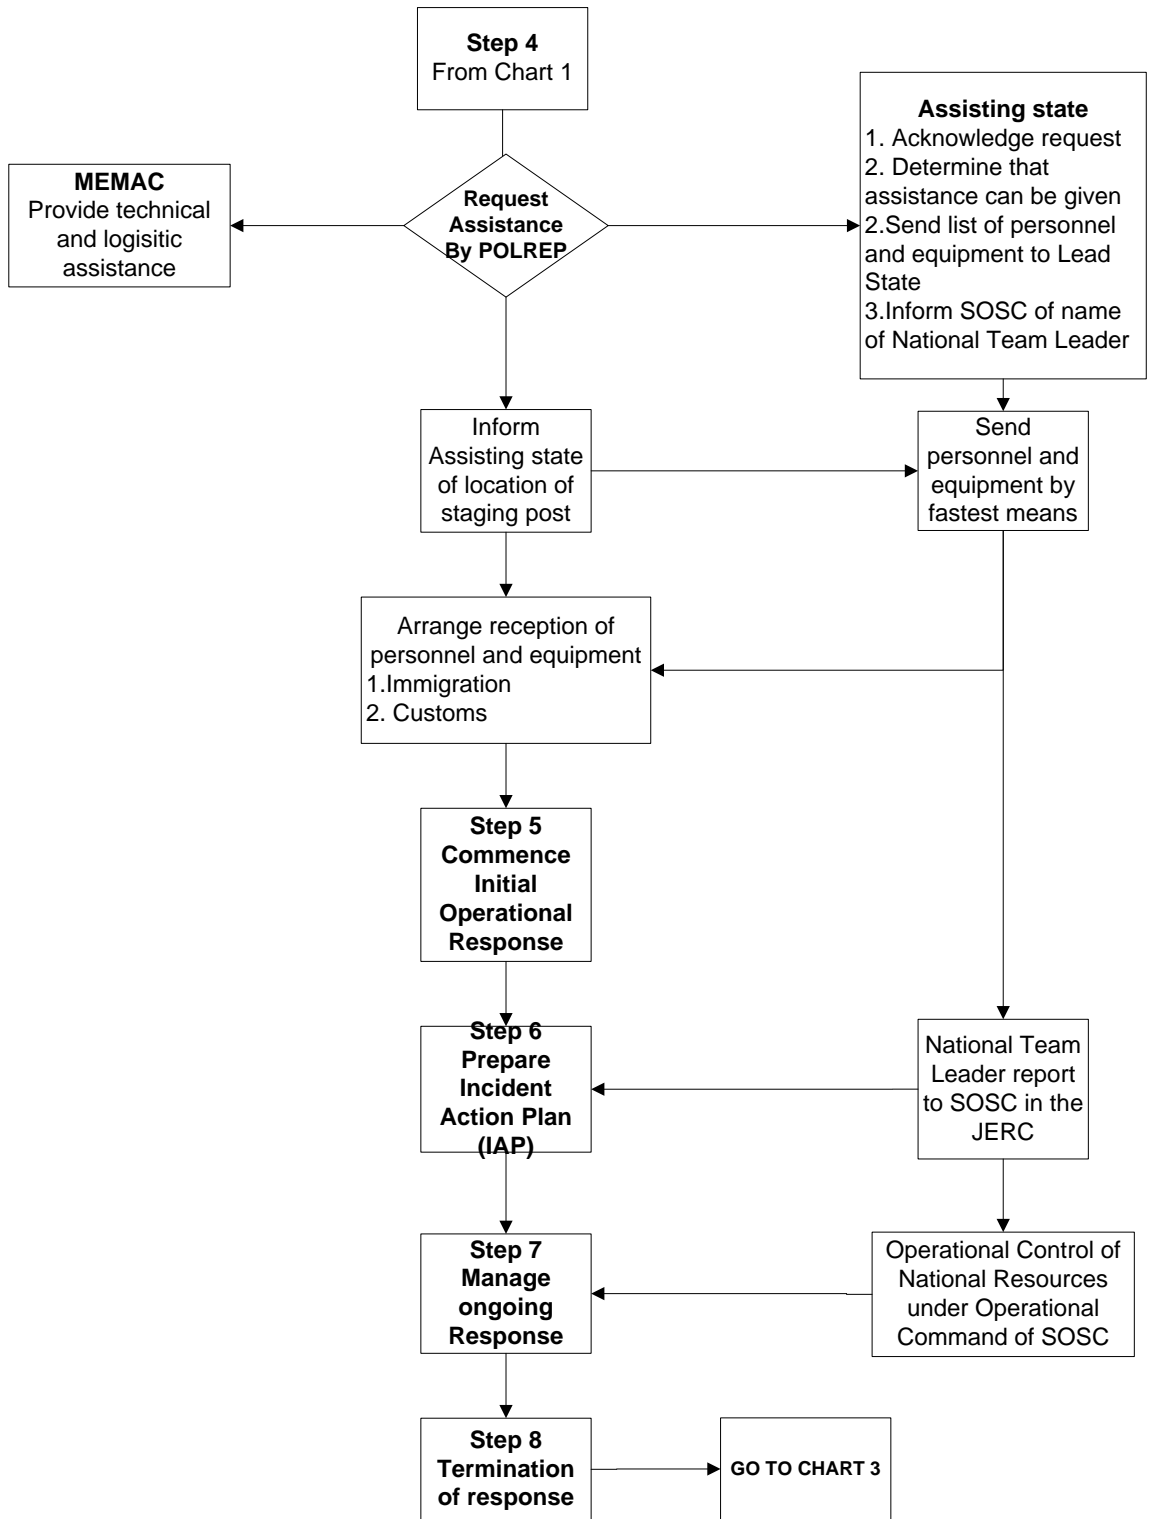 Step 4
From Chart 1
MEMAC
Provide technical
and logisitic
assistance
Request
Assistance
By POLREP
Assisting state
1. Acknowledge request
2. Determine that
assistance can be given
2.Send list of personnel
and equipment to Lead
State
3.Inform SOSC of name
of National Team Leader
Inform
Assisting state
of location of
staging post
Send
personnel and
equipment by
fastest means
Arrange reception of
personnel and equipment
1.Immigration
2. Customs
Step 5
Commence
Initial
Operational
Response
Step 6
Prepare
Incident
Action Plan
(IAP)
National Team
Leader report
to SOSC in the
JERC
Step 7
Manage
ongoing
Response
Operational Control of
National Resources
under Operational
Command of SOSC
Step 8
Termination
of response
GO TO CHART 3